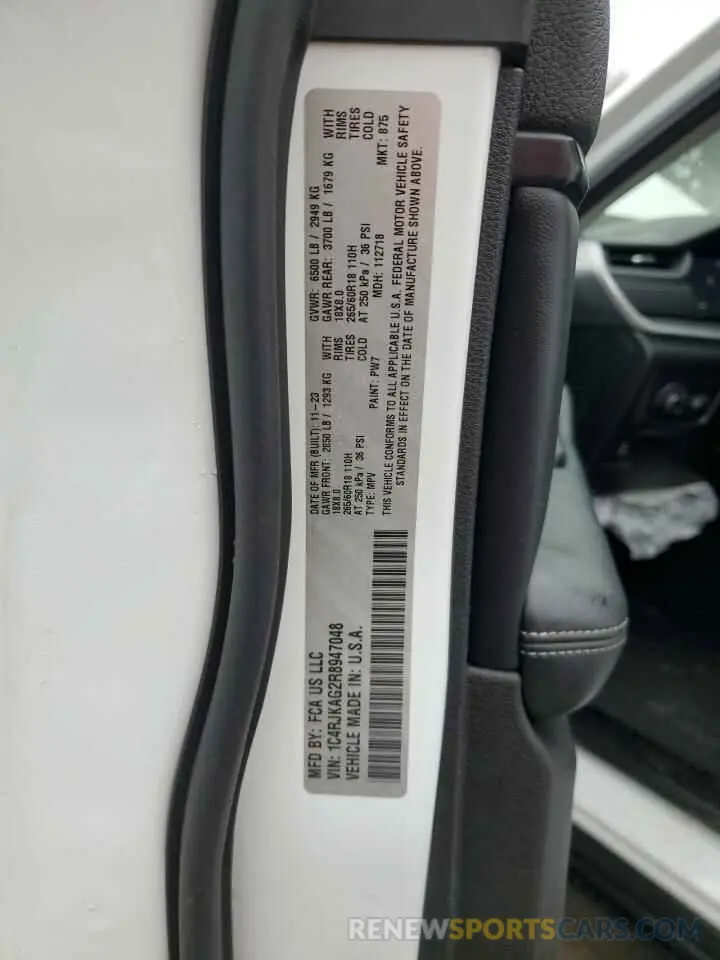 MFD BY: FCA US LLC
VIN: 1C4RJKAG2R8947048
VEHICLE MADE IN: U.S.A.
DATE OF MFR (BUILT): 11-23
GAWR FRONT: 2850 LB / 1293 KG WITH
18X8.0 RIMS
265/60R18 110H TIRES
AT 250 kPa / 36 PSI COLD
TYPE: MPV PAINT: PW7
GVWR: 6500 LB / 2949 KG
GAWR REAR: 3700 LB / 1679 KG WITH
18X8.0 RIMS
265/60R18 110H TIRES
AT 250 kPa / 36 PSI COLD
MDH: 112718 MKT: 875
THIS VEHICLE CONFORMS TO ALL APPLICABLE U.S.A. FEDERAL MOTOR VEHICLE SAFETY
STANDARDS IN EFFECT ON THE DATE OF MANUFACTURE SHOWN ABOVE.
RENEWSPORTSCARS.COM